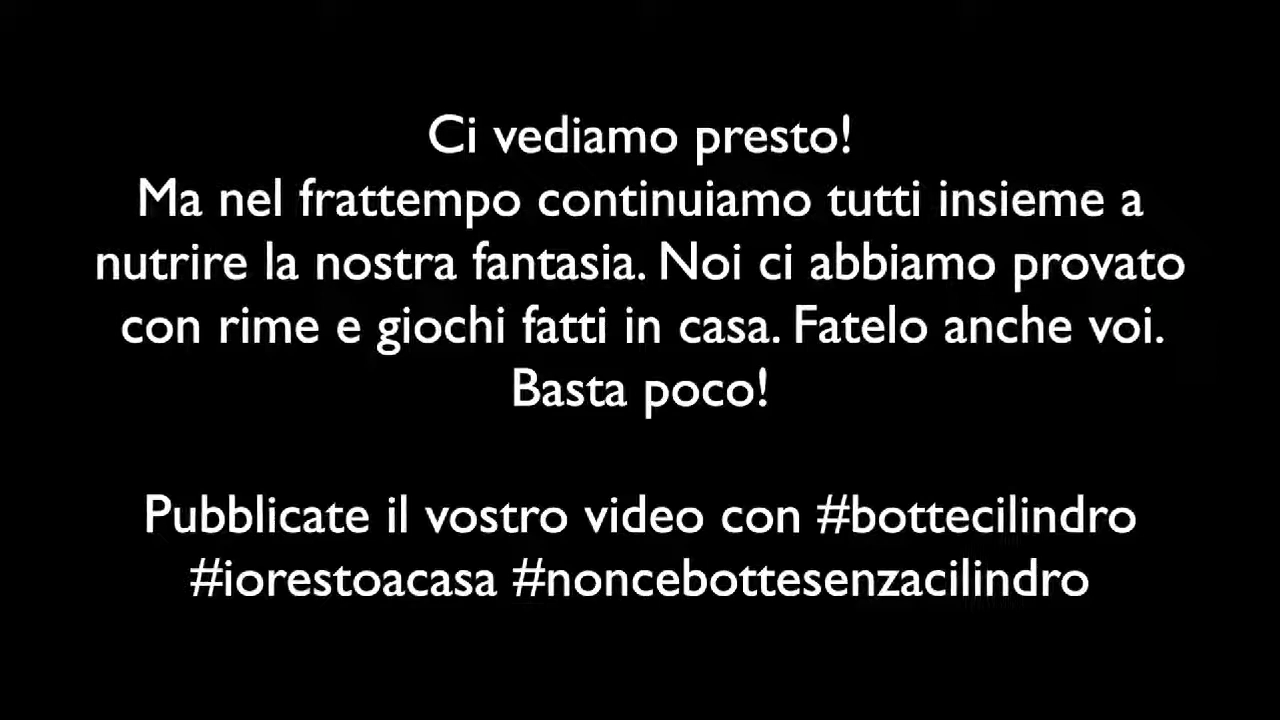 Ci vediamo presto!
Ma nel frattempo continuiamo tutti insieme a
nutrire la nostra fantasia. Noi ci abbiamo provato
con rime e giochi fatti in casa. Fatelo anche voi.
Basta poco!
Pubblicate il vostro video con #bottecilindro
#iorestoacasa #noncebottesenzacilindro